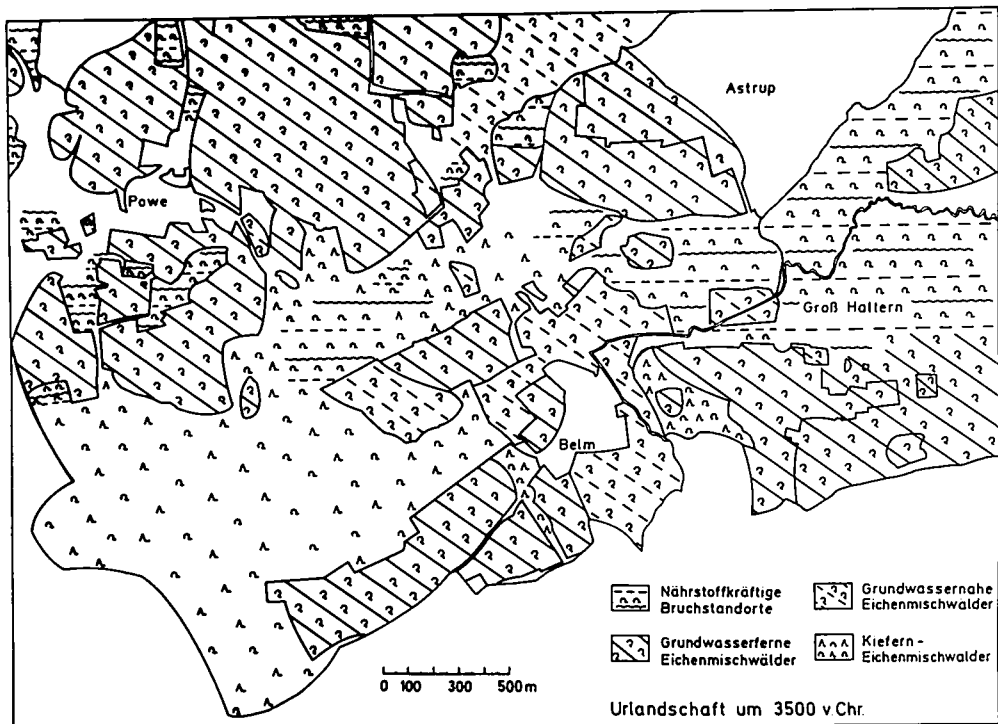 Astrup
Powe
Groß Haltern
Belm
Nährstoffkräftige
Bruchstandorte
Grundwassernahe
Eichenmischwälder
Grundwasserferne
Eichenmischwälder
Kiefern-
Eichenmischwalder
0 100 300 500m
Urlandschaft um 3500 v. Chr.